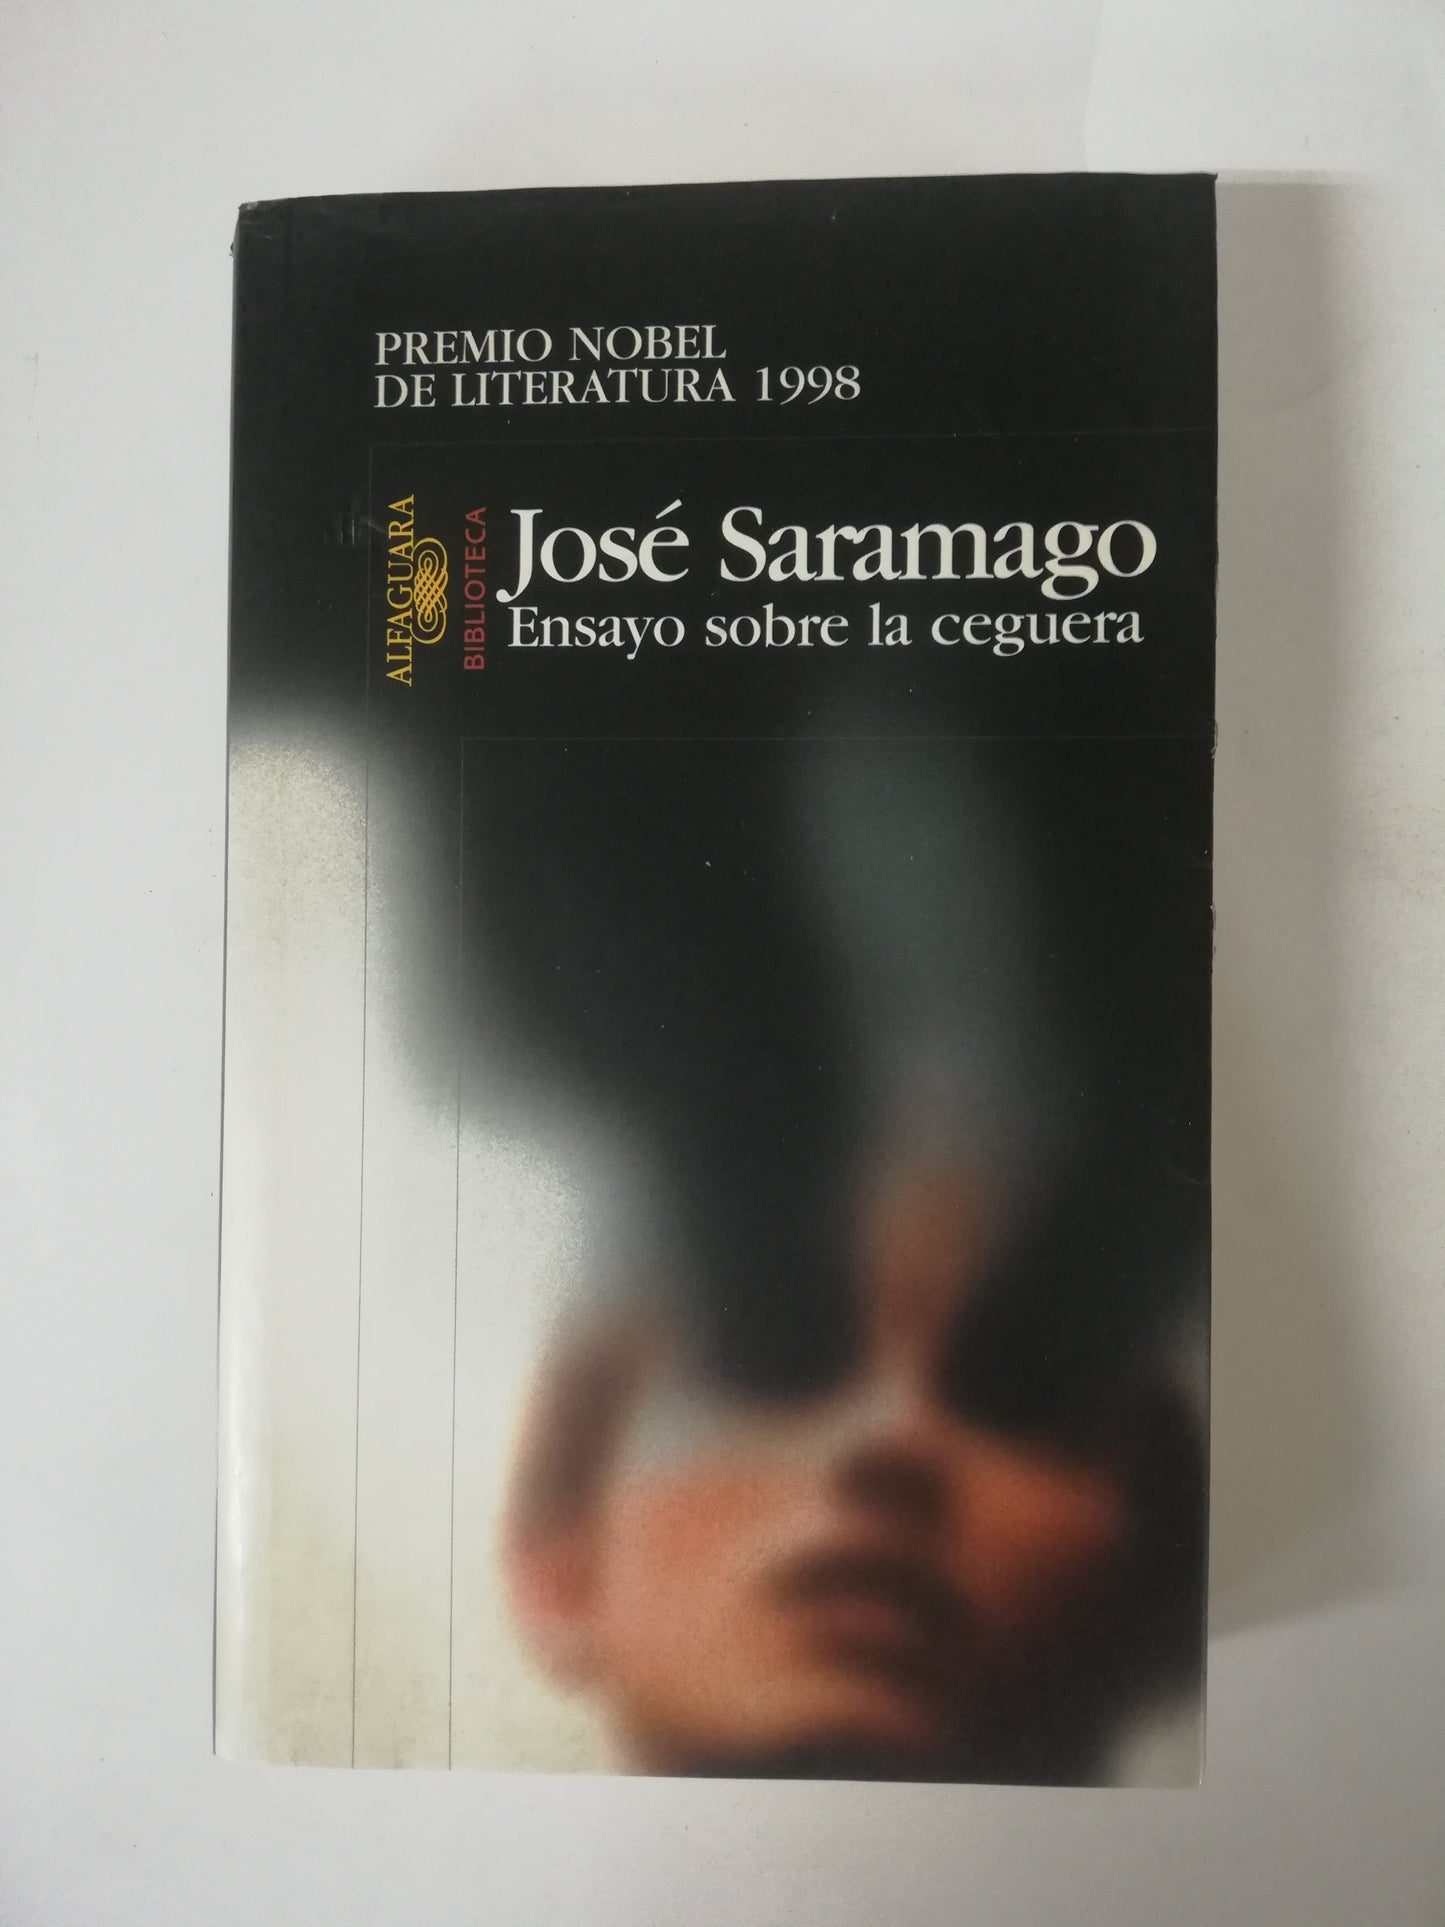 PREMIO NOBEL
DE LITERATURA 1998
ALFAGUARA
BIBLIOTECA
José Saramago
Ensayo sobre la ceguera